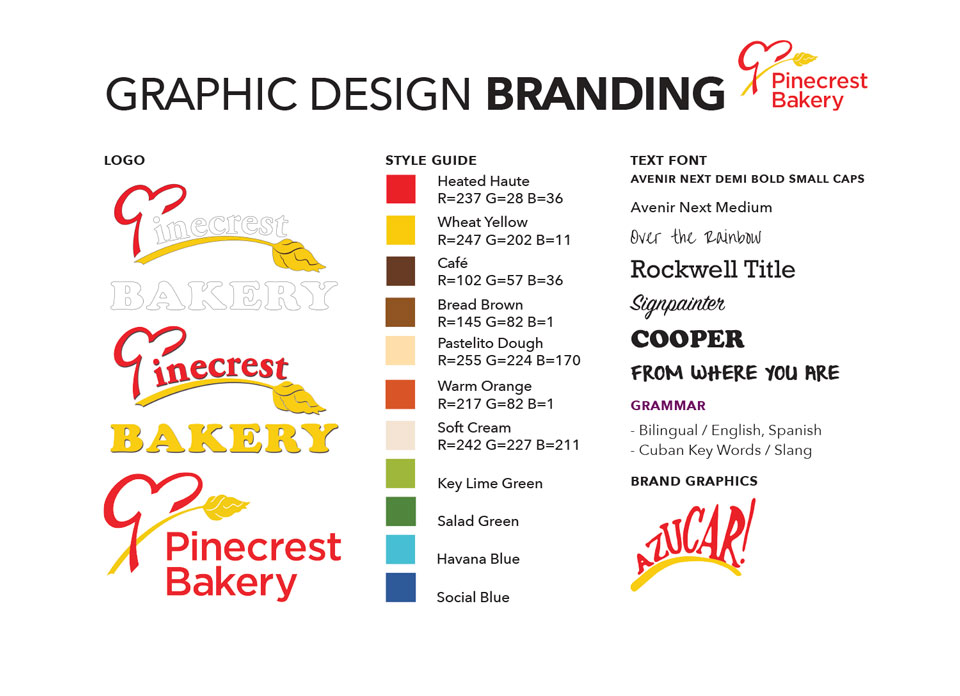 GRAPHIC DESIGN BRANDING
Pinecrest
Bakery
LOGO
inecrest
BAKERY
inecrest
BAKERY
Pinecrest
Bakery
STYLE GUIDE
Heated Haute
R=237 G=28 B=36
Wheat Yellow
R=247 G=202 B=11
Café
R=102 G=57 B=36
Bread Brown
R=145 G=82 B=1
Pastelito Dough
R=255 G=224 B=170
Warm Orange
R=217 G=82 B=1
Soft Cream
R=242 G=227 B=211
Key Lime Green
Salad Green
Havana Blue
Social Blue
TEXT FONT
AVENIR NEXT DEMI BOLD SMALL CAPS
Avenir Next Medium
Over the Rainbow
Rockwell Title
Signpainter
COOPER
FROM WHERE YOU ARE
GRAMMAR
- Bilingual / English, Spanish
- Cuban Key Words / Slang
BRAND GRAPHICS
AZUCAR!